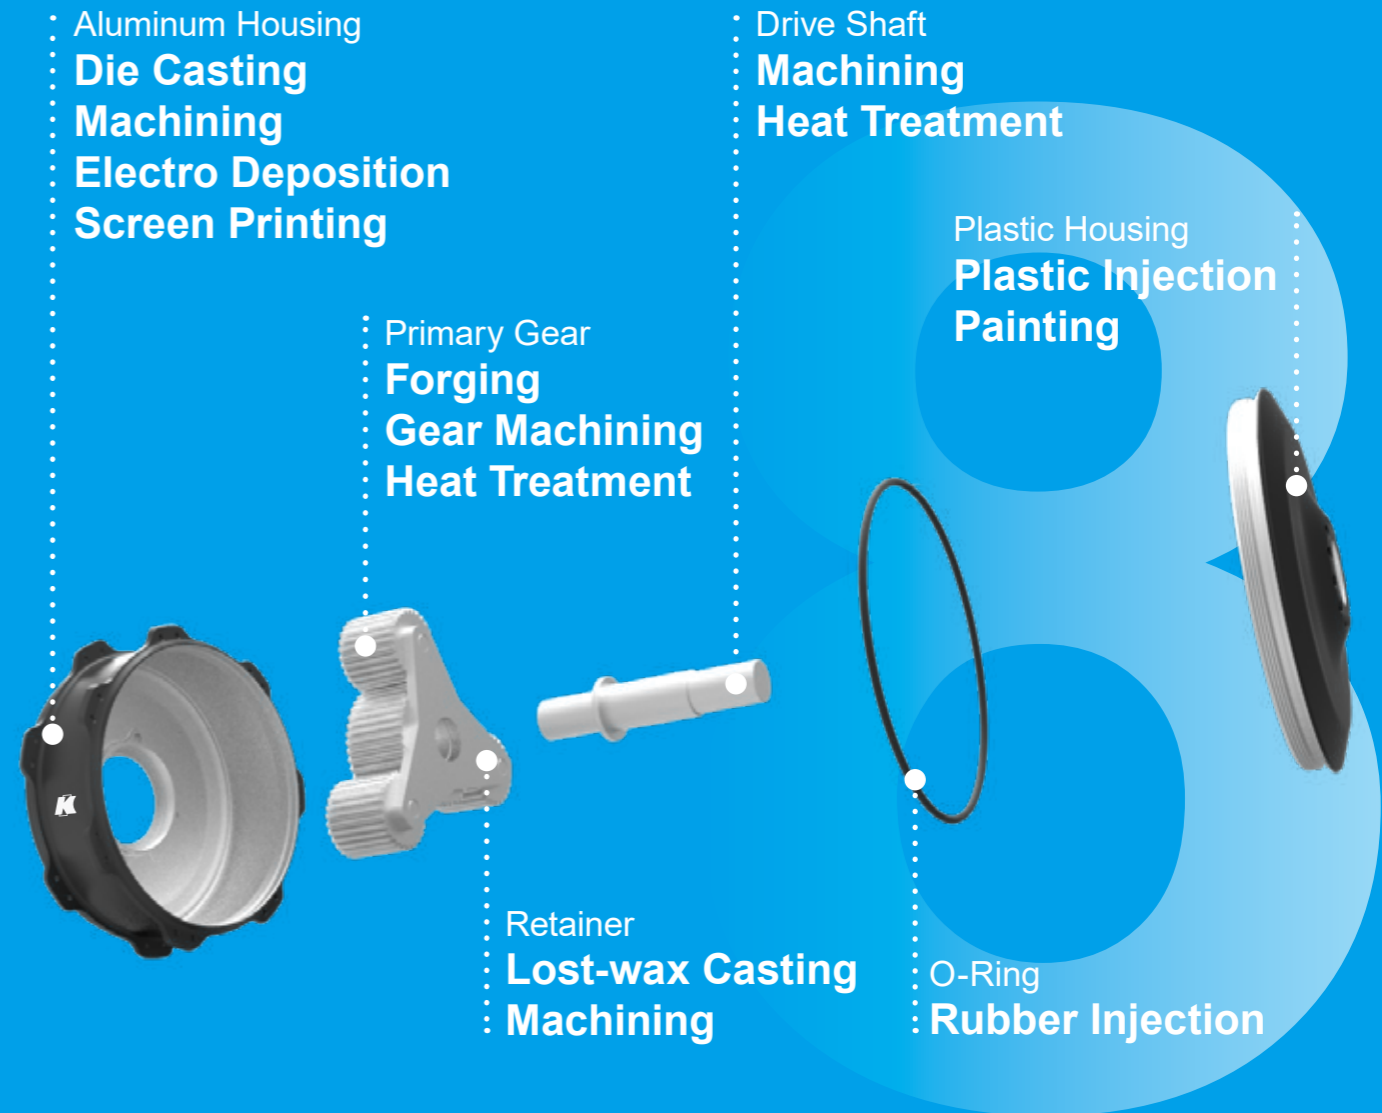 Aluminum Housing
Die Casting
Machining
Electro Deposition
Screen Printing
Drive Shaft
Machining
Heat Treatment
Plastic Housing
Plastic Injection
Painting
Primary Gear
Forging
Gear Machining
Heat Treatment
K
Retainer
Lost-wax Casting
Machining
O-Ring
Rubber Injection
8